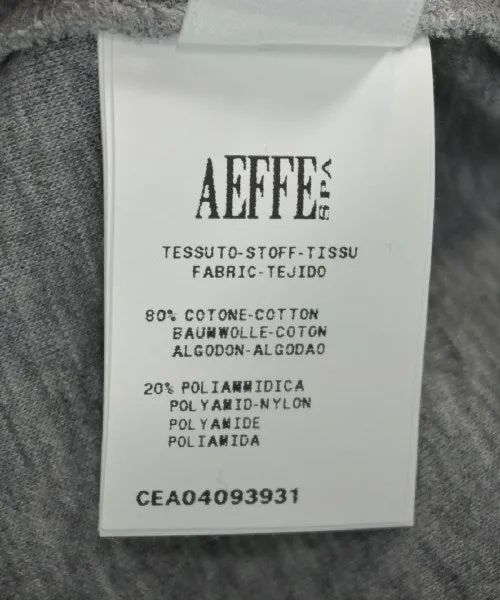 AEFFE SPA
TESSUTO-STOFF-TISSU
FABRIC-TEJIDO
80% COTONE-COTTON
BAUMWOLLE-COTON
ALGODON-ALGODAO
20% POLIAMMIDICA
POLYAMID-NYLON
POLYAMIDE
POLIAMIDA
CEA04093931